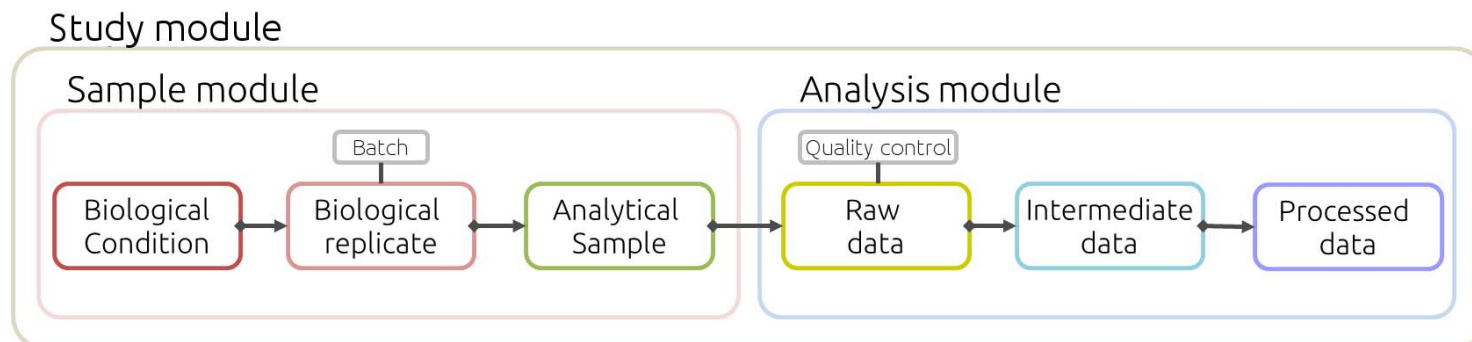 Study module
Sample module
Analysis module
Batch
Quality control
Biological
Condition
Biological
replicate
Analytical
Sample
Raw
data
Intermediate
data
Processed
data